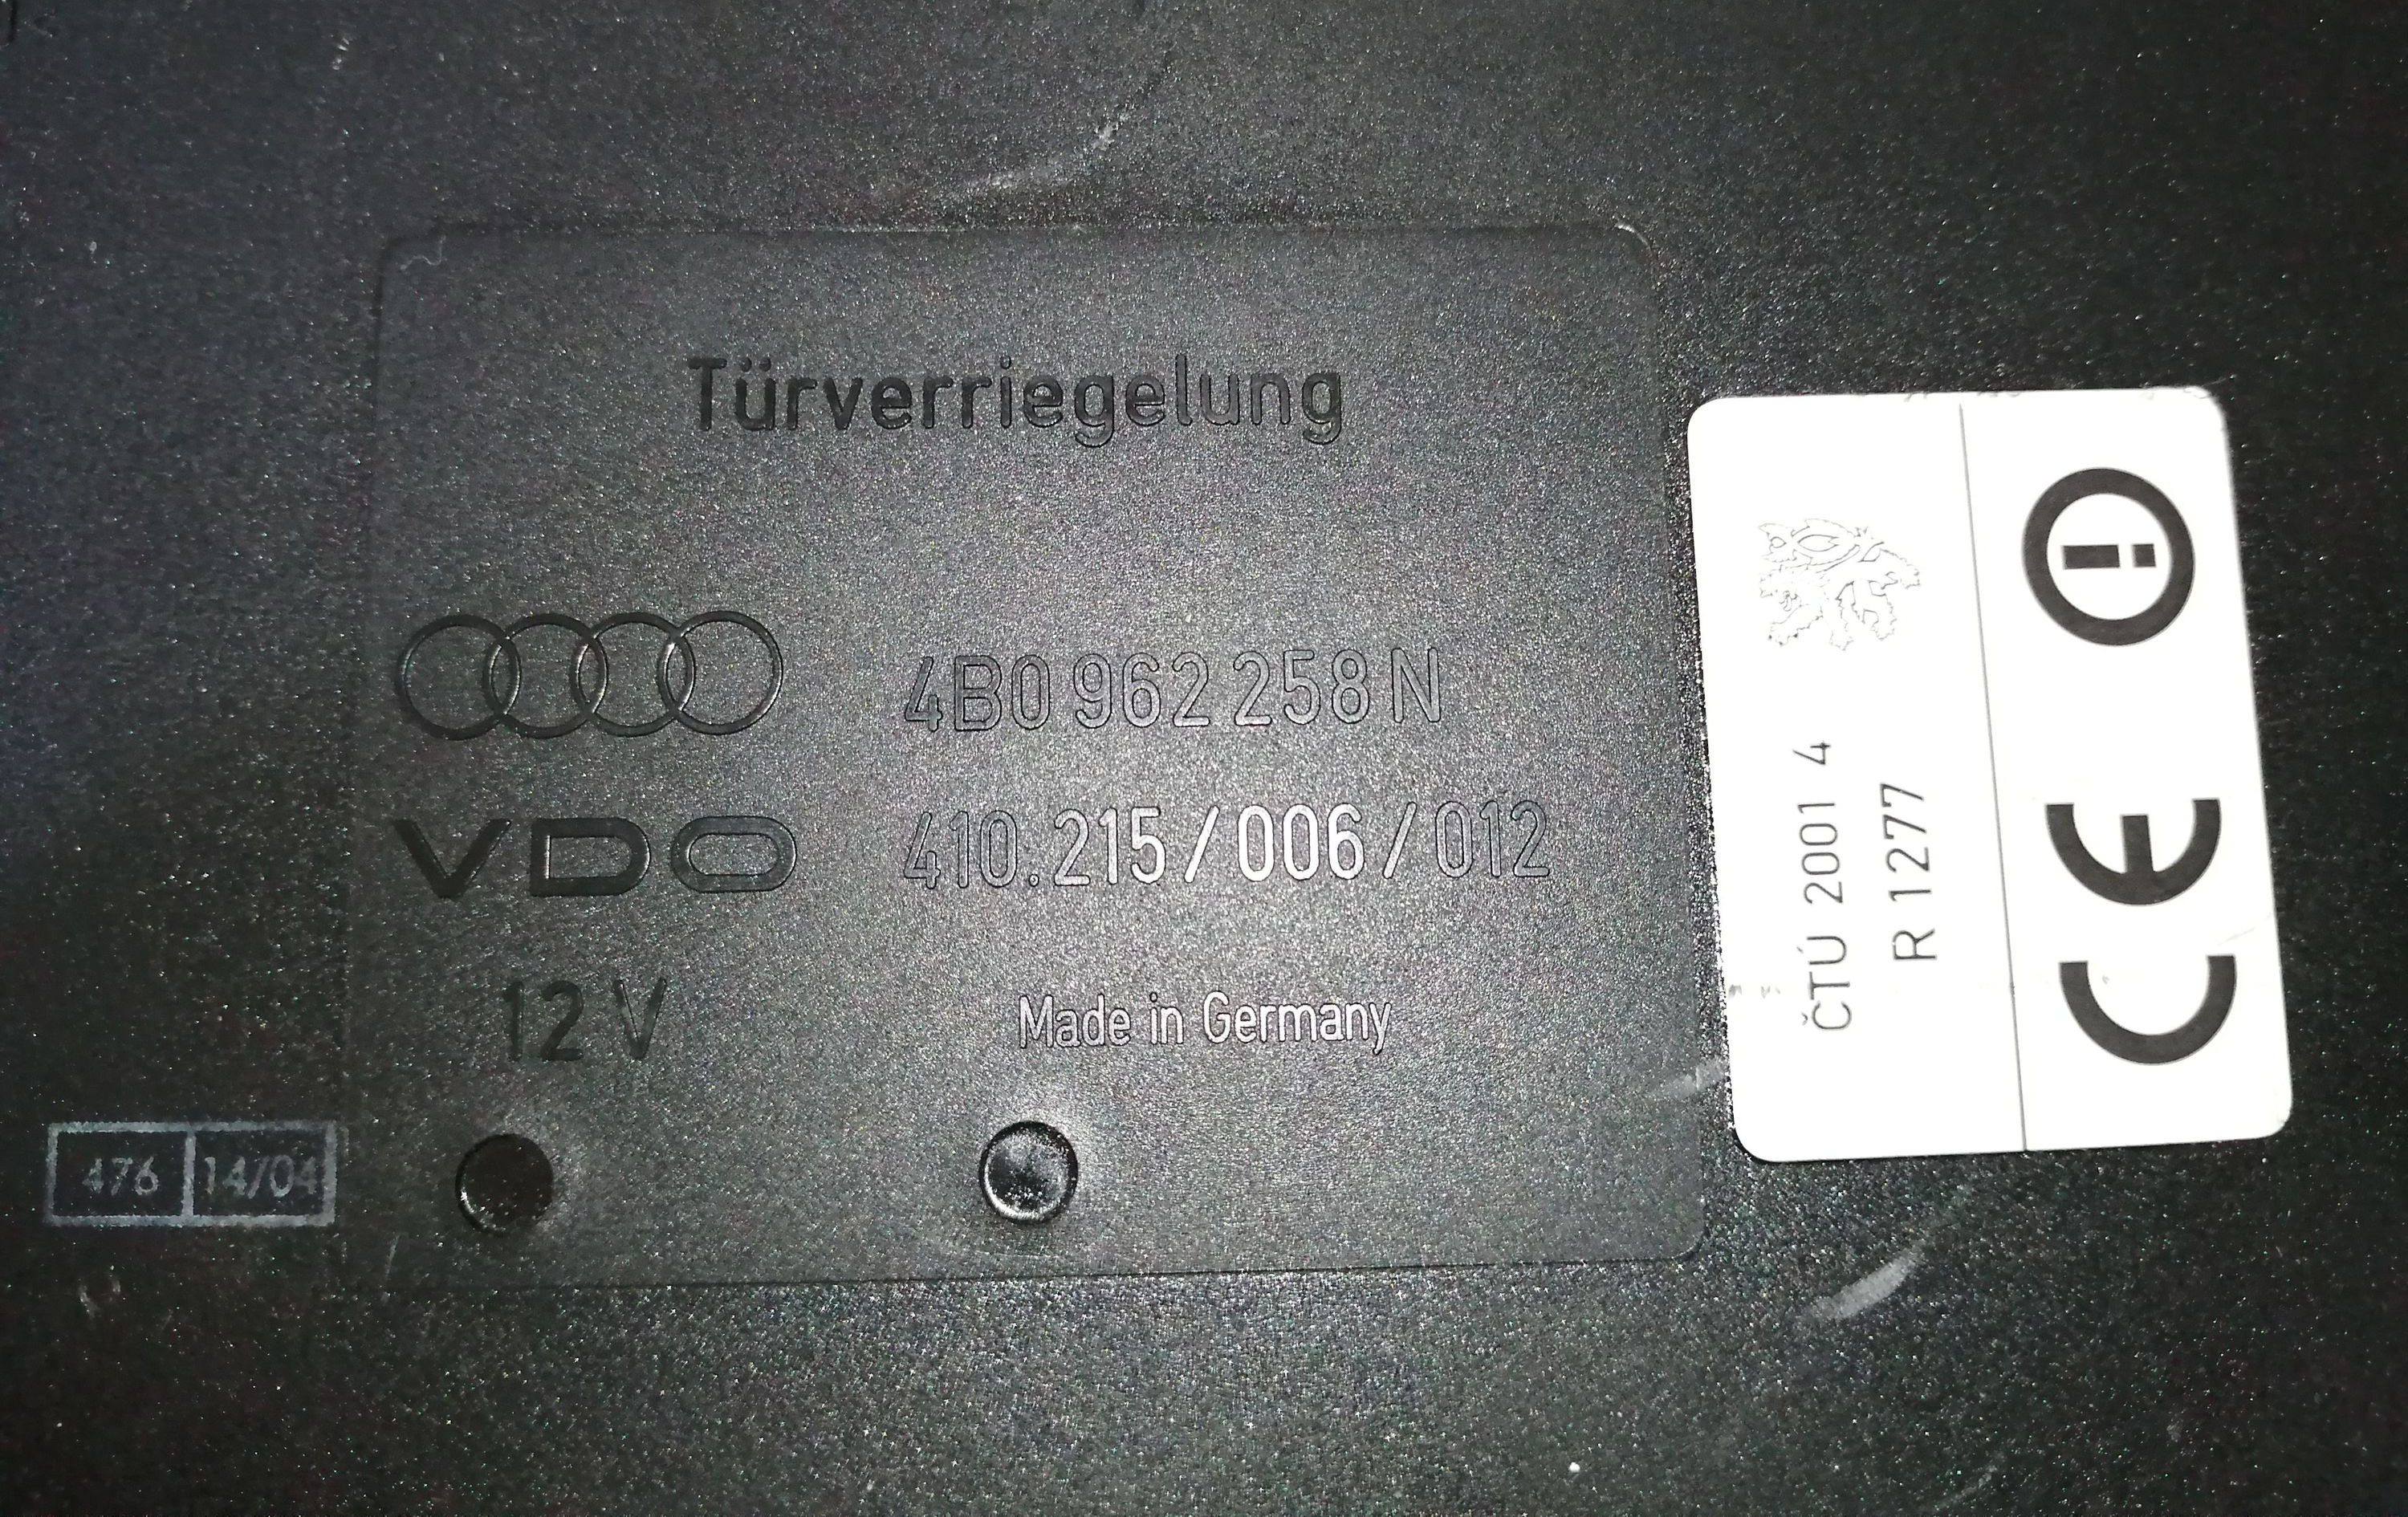 Türverriegelung
4B0 962 258 N
VDO 410.215/006/012
12 V Made in Germany
476 14/04
ČTÚ 2001 4
R 1277
CE